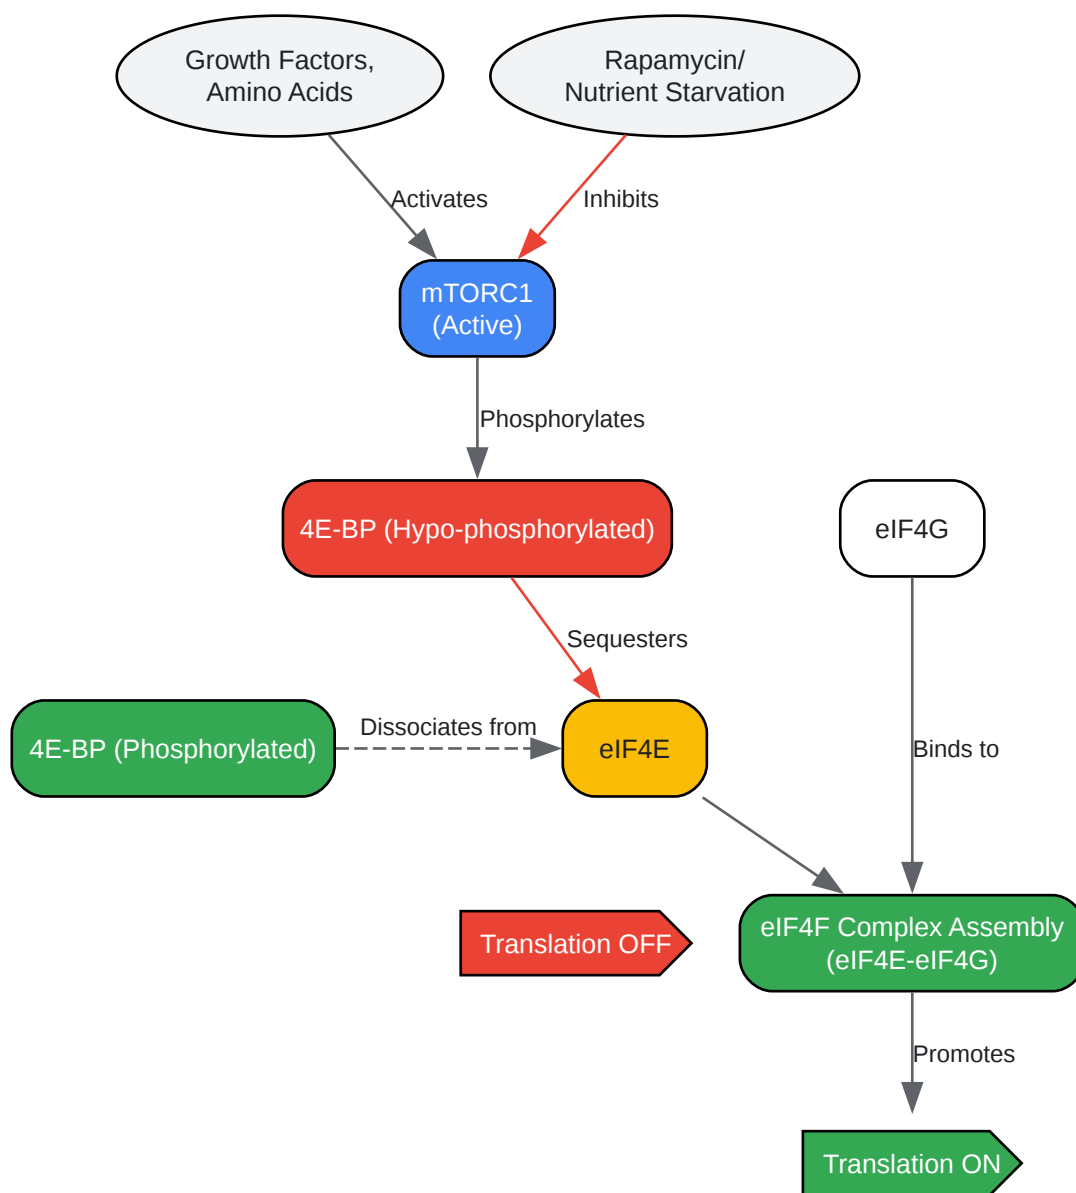 Growth Factors,
Amino Acids
Rapamycin/
Nutrient Starvation
Activates
Inhibits
mTORC1
(Active)
Phosphorylates
4E-BP (Hypo-phosphorylated)
eIF4G
Sequesters
4E-BP (Phosphorylated)
Dissociates from
eIF4E
Binds to
Translation OFF
eIF4F Complex Assembly
(eIF4E-eIF4G)
Promotes
Translation ON